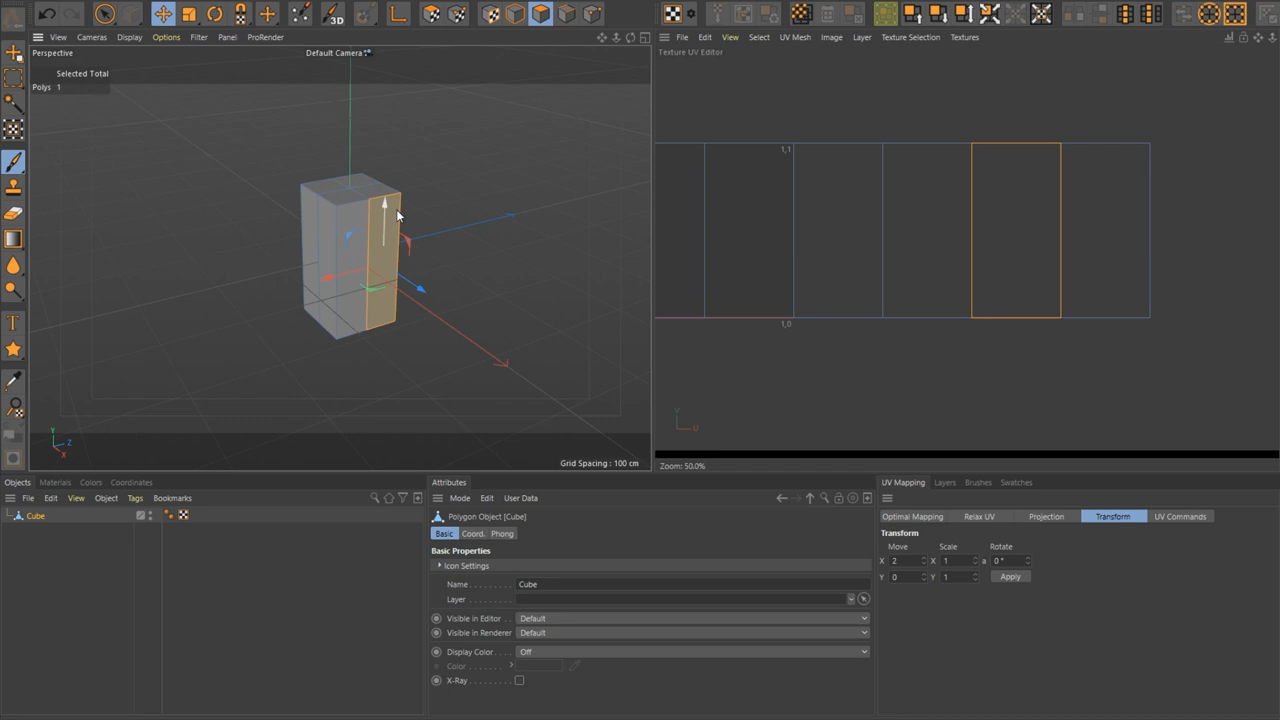 3D
View Cameras Display Options Filter Panel ProRender
File Edit View Select UV Mesh Image Layer Texture Selection Textures
Perspective
Default Camera
Texture UV Editor
Selected Total
Polys 1
1,1
1,0
Y
Z
X
U
Grid Spacing : 100 cm
Zoom: 50.0%
T
Objects Materials Colors Coordinates
File Edit View Object Tags Bookmarks
Cube
Attributes
Mode Edit User Data
Polygon Object [Cube]
Basic Coord. Phong
Basic Properties
Icon Settings
Name Cube
Layer
Visible in Editor Default
Visible in Renderer Default
Display Color Off
Color
X-Ray
UV Mapping Layers Brushes Swatches
Optimal Mapping Relax UV Projection Transform UV Commands
Transform
Move Scale Rotate
X 2 X 1 a 0 °
Y 0 Y 1 Apply